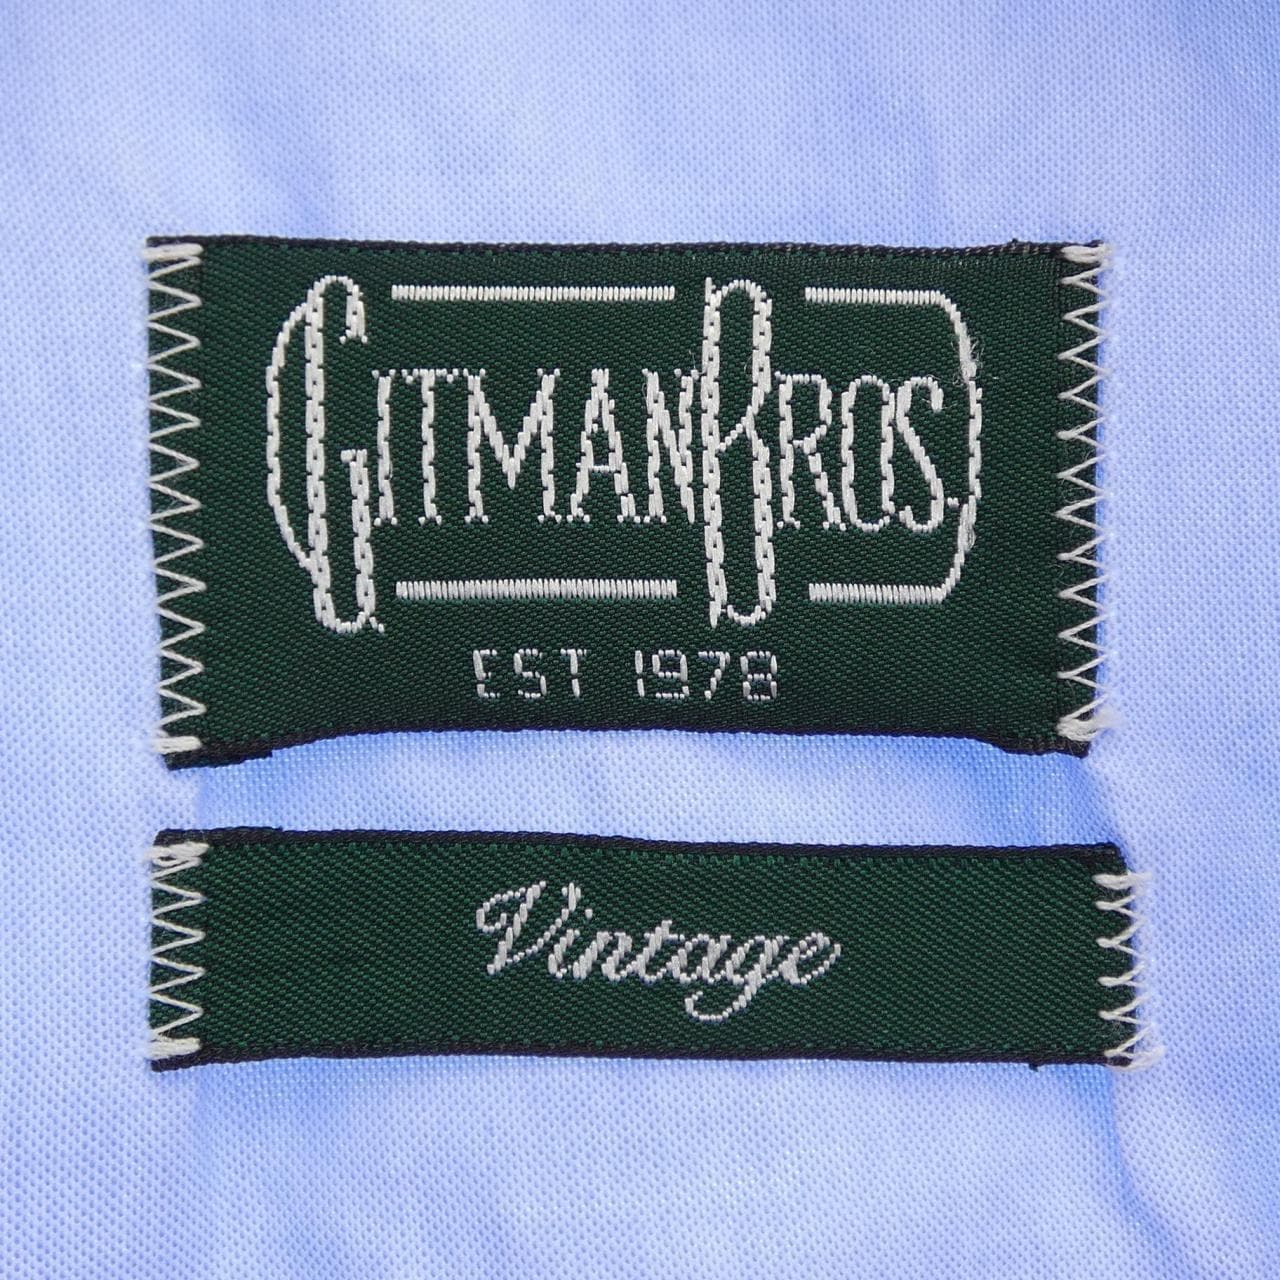 GITMAN BROS.
EST 1978
Vintage